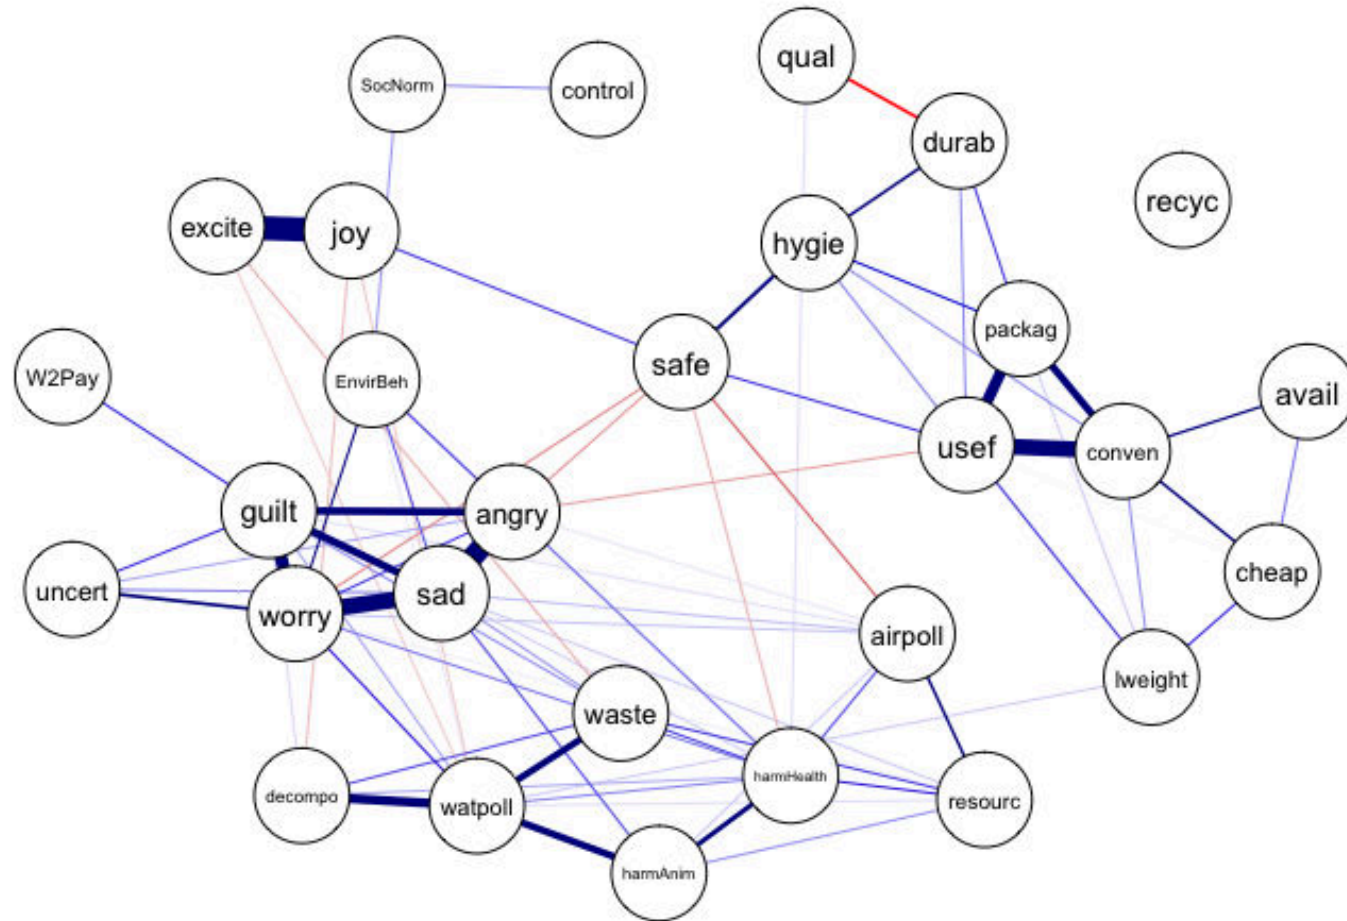 qual
SocNorm
control
durab
recyc
excite
joy
hygie
packag
safe
W2Pay
EnvirBeh
avail
usef
conven
guilt
angry
cheap
uncert
worry
sad
airpoll
lweight
waste
harmHealth
decompo
watpoll
resourc
harmAnim